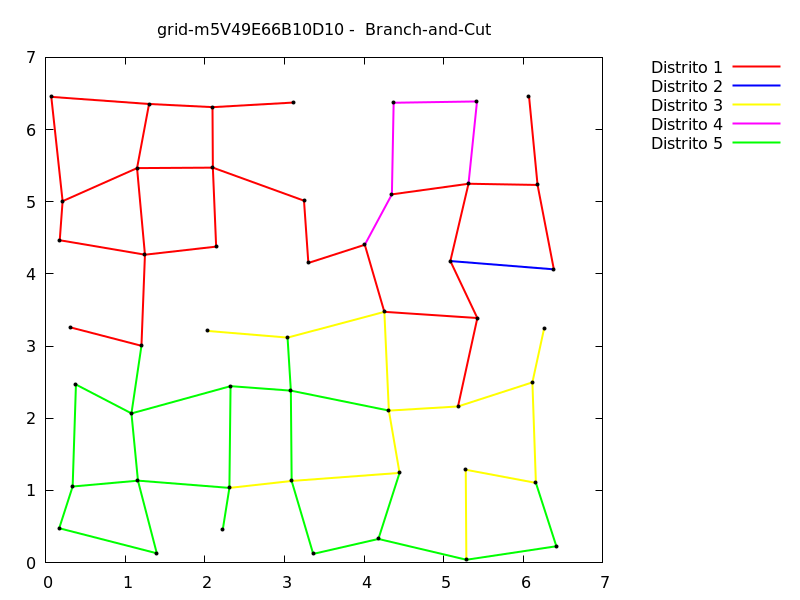 grid-m5V49E66B10D10 -  Branch-and-Cut
Distrito 1
Distrito 2
Distrito 3
Distrito 4
Distrito 5
7
6
5
4
3
2
1
0
0 1 2 3 4 5 6 7